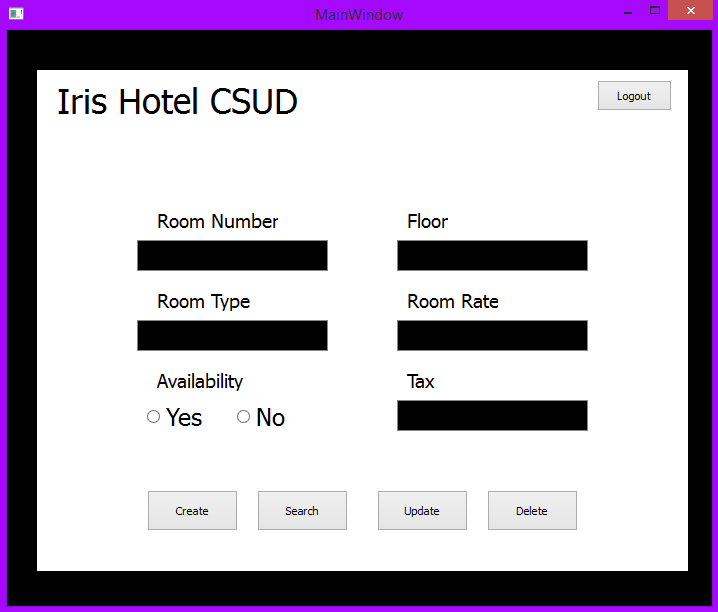 MainWindow
Iris Hotel CSUD
Logout
Room Number
Floor
Room Type
Room Rate
Availability
Tax
Yes No
Create Search Update Delete